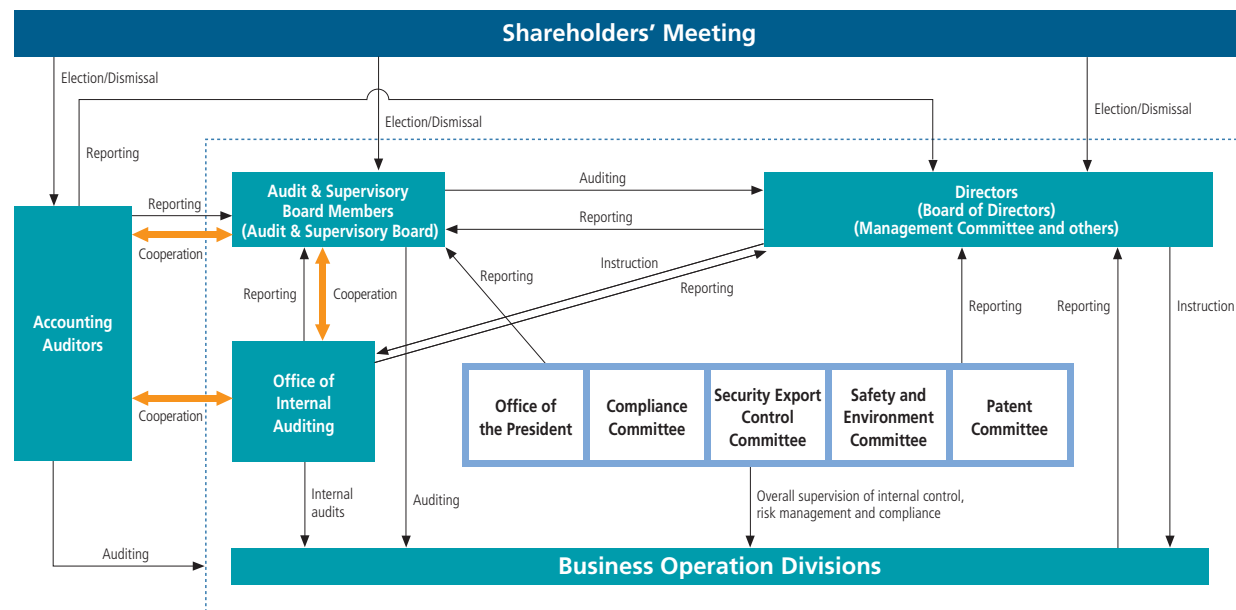 Shareholders’ Meeting
Election/Dismissal
Election/Dismissal
Election/Dismissal
Reporting
Audit & Supervisory
Board Members
(Audit & Supervisory Board)
Auditing
Directors
(Board of Directors)
(Management Committee and others)
Reporting
Reporting
Cooperation
Accounting
Auditors
Reporting
Cooperation
Reporting
Instruction
Reporting
Reporting
Reporting
Instruction
Office of
Internal
Auditing
Cooperation
Office of
the President
Compliance
Committee
Security Export
Control
Committee
Safety and
Environment
Committee
Patent
Committee
Internal
audits
Auditing
Overall supervision of internal control,
risk management and compliance
Auditing
Business Operation Divisions